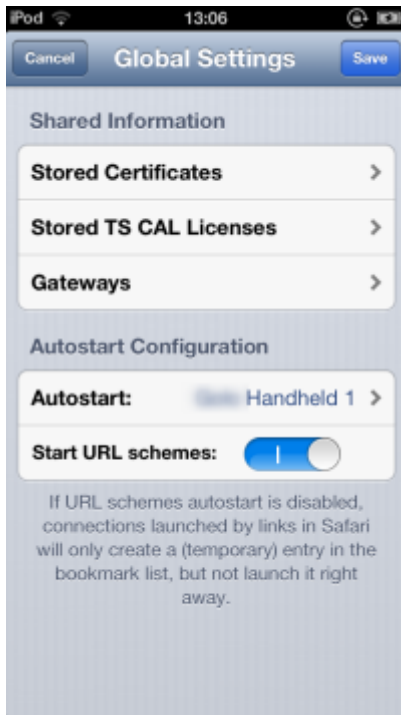 iPod 13:06
Cancel Global Settings Save
Shared Information
Stored Certificates
Stored TS CAL Licenses
Gateways
Autostart Configuration
Autostart: Handheld 1
Start URL schemes:
If URL schemes autostart is disabled,
connections launched by links in Safari
will only create a (temporary) entry in the
bookmark list, but not launch it right
away.